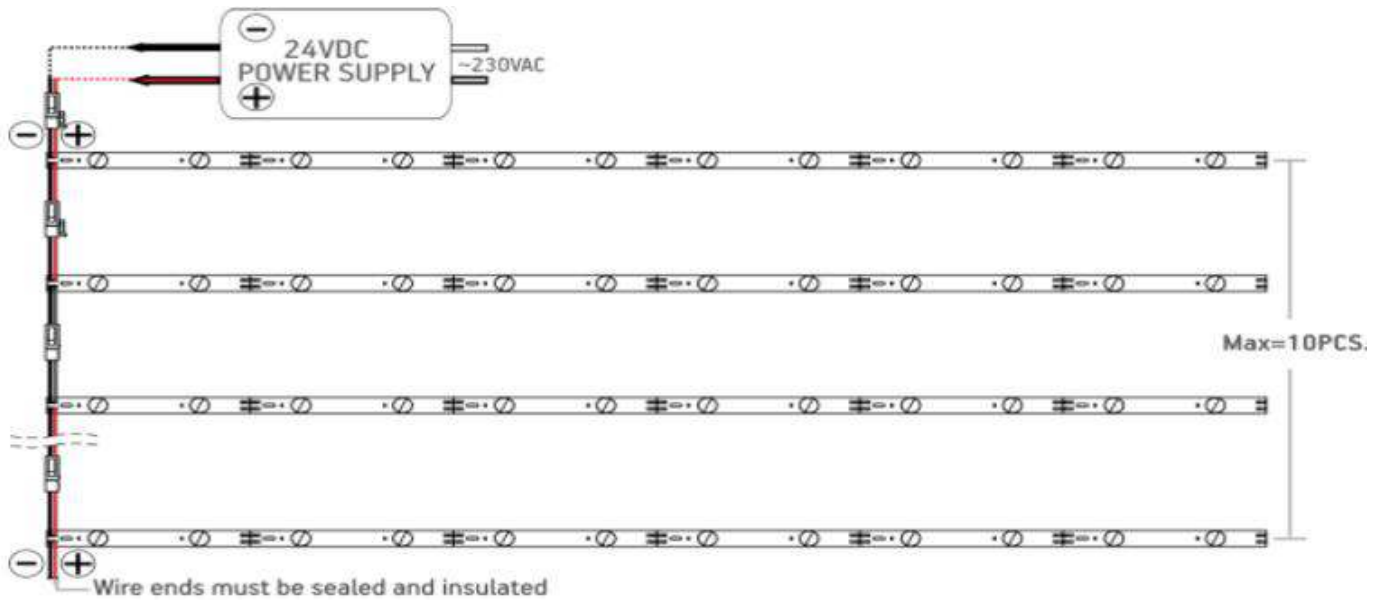 −
24VDC
POWER SUPPLY
~230VAC
+
− +
Max=10PCS.
− +
Wire ends must be sealed and insulated